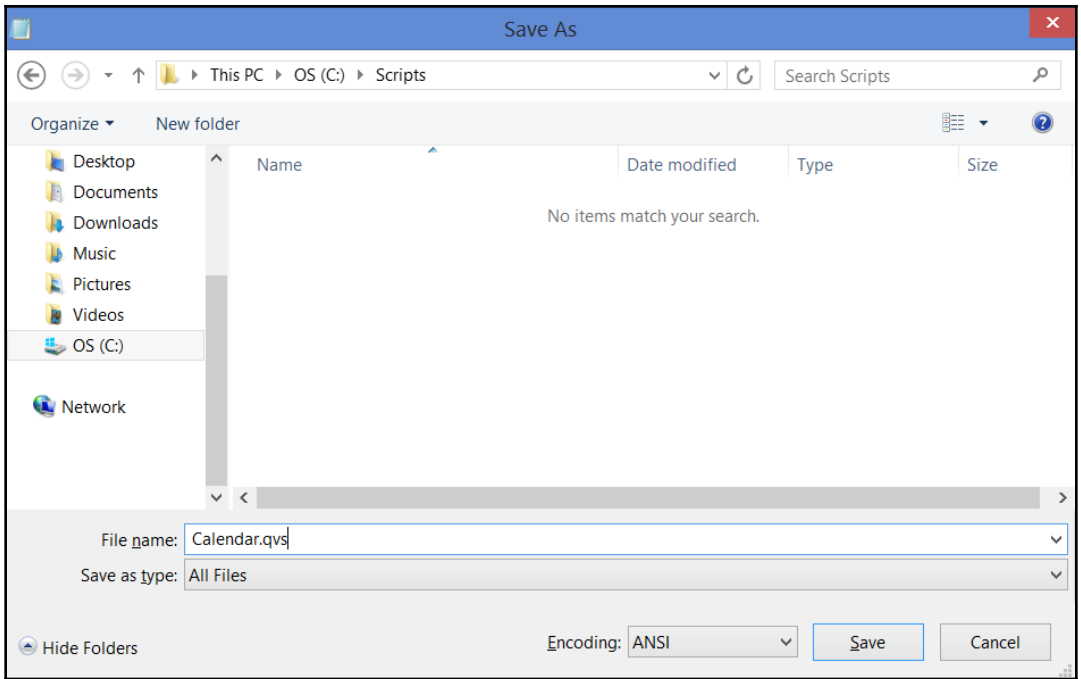 Save As
This PC OS (C:) Scripts
Search Scripts
Organize New folder
Name Date modified Type Size
No items match your search.
Desktop
Documents
Downloads
Music
Pictures
Videos
OS (C:)
Network
File name: Calendar.qvs
Save as type: All Files
Hide Folders
Encoding: ANSI
Save
Cancel